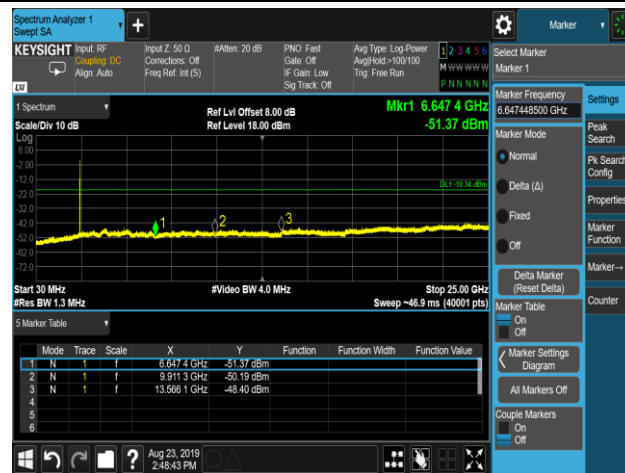 Spectrum Analyzer 1
Swept SA
+
Marker
KEYSIGHT
Input: RF
Coupling: DC
Align: Auto
Input Z: 50 Ω
Corrections: Off
Freq Ref: Int (S)
#Atten: 20 dB
PNO: Fast
Gate: Off
IF Gain: Low
Sig Track: Off
Avg Type: Log-Power
Avg|Hold:>100/100
Trig: Free Run
1 2 3 4 5 6
M W W W W W
P N N N N N
LXI
Select Marker
Marker 1
1 Spectrum
Scale/Div 10 dB
Ref Lvl Offset 8.00 dB
Ref Level 18.00 dBm
Mkr1 6.647 4 GHz
-51.37 dBm
Log
8.00
-2.00
-12.0
-22.0
-32.0
-42.0
-52.0
-62.0
-72.0
DL1 -19.34 dBm
1
2
3
Start 30 MHz
#Res BW 1.3 MHz
#Video BW 4.0 MHz
Stop 25.00 GHz
Sweep ~46.9 ms (40001 pts)
5 Marker Table
Mode Trace Scale X Y Function Function Width Function Value
1 N 1 f 6.647 4 GHz -51.37 dBm
2 N 1 f 9.911 3 GHz -50.19 dBm
3 N 1 f 13.566 1 GHz -48.40 dBm
4
5
6
Marker Frequency
6.647448500 GHz
Marker Mode
Normal
Delta (Δ)
Fixed
Off
Delta Marker
(Reset Delta)
Marker Table
On
Off
Marker Settings
Diagram
All Markers Off
Couple Markers
On
Off
Settings
Peak
Search
Pk Search
Config
Properties
Marker
Function
Marker→
Counter
?
Aug 23, 2019
2:48:43 PM